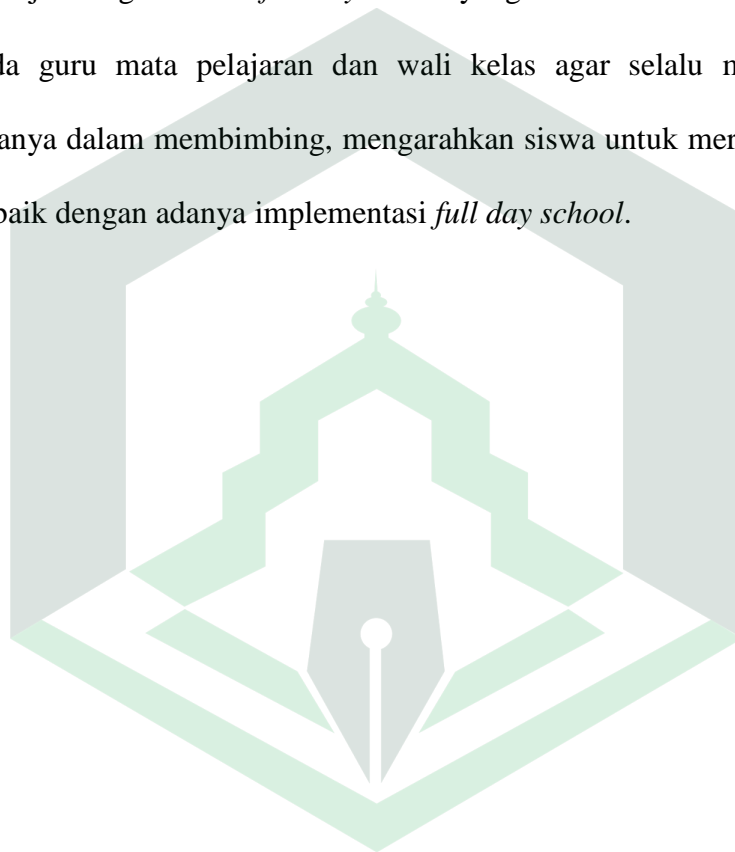 da guru mata pelajaran dan wali kelas agar selalu
anya dalam membimbing, mengarahkan siswa untuk
baik dengan adanya implementasi full day school.